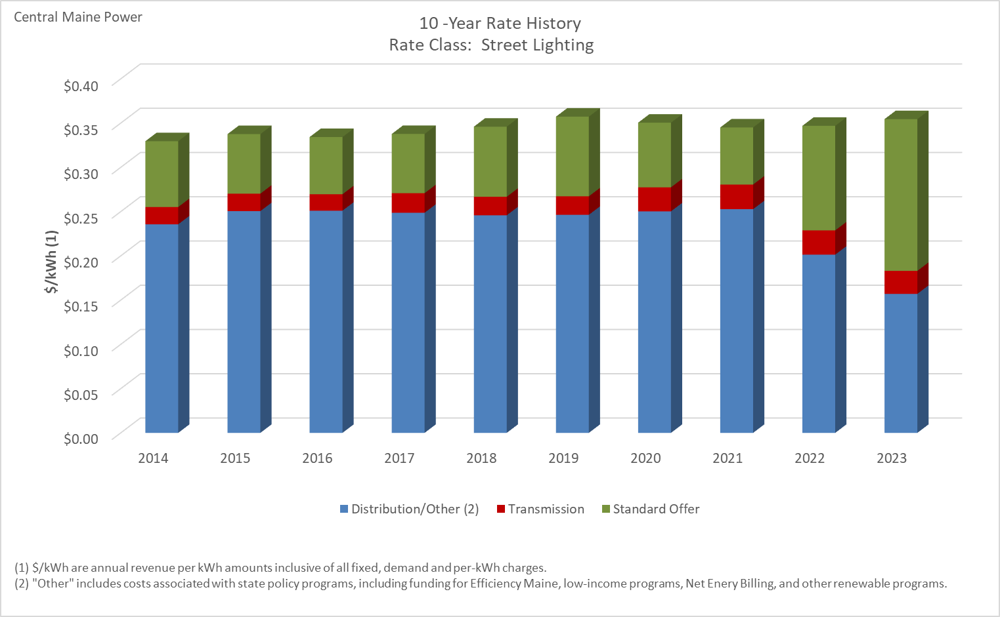 Central Maine Power
10 -Year Rate History
Rate Class:  Street Lighting
$0.40
$0.35
$0.30
$0.25
$0.20
$0.15
$0.10
$0.05
$0.00
$/kWh (1)
2014 2015 2016 2017 2018 2019 2020 2021 2022 2023
Distribution/Other (2) Transmission Standard Offer
(1) $/kWh are annual revenue per kWh amounts inclusive of all fixed, demand and per-kWh charges.
(2) "Other" includes costs associated with state policy programs, including funding for Efficiency Maine, low-income programs, Net Enery Billing, and other renewable programs.